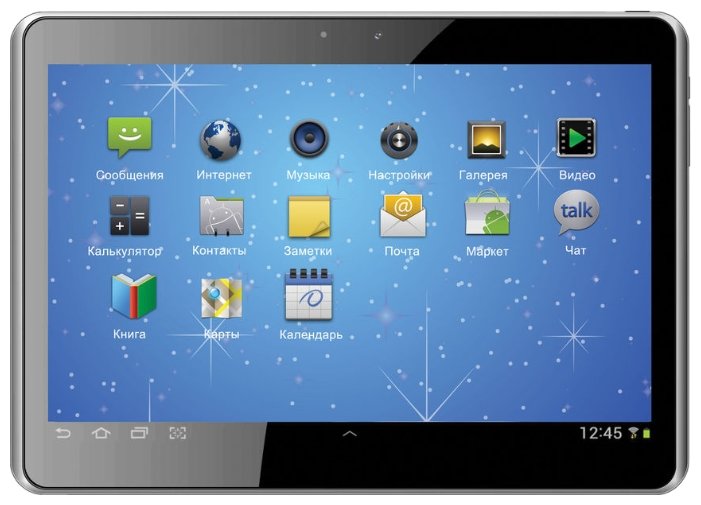 Сообщения
Интернет
Музыка
Настройки
Галерея
Видео
talk
Калькулятор
Контакты
Заметки
Почта
Маркет
Чат
Книга
Карты
Календарь
12:45